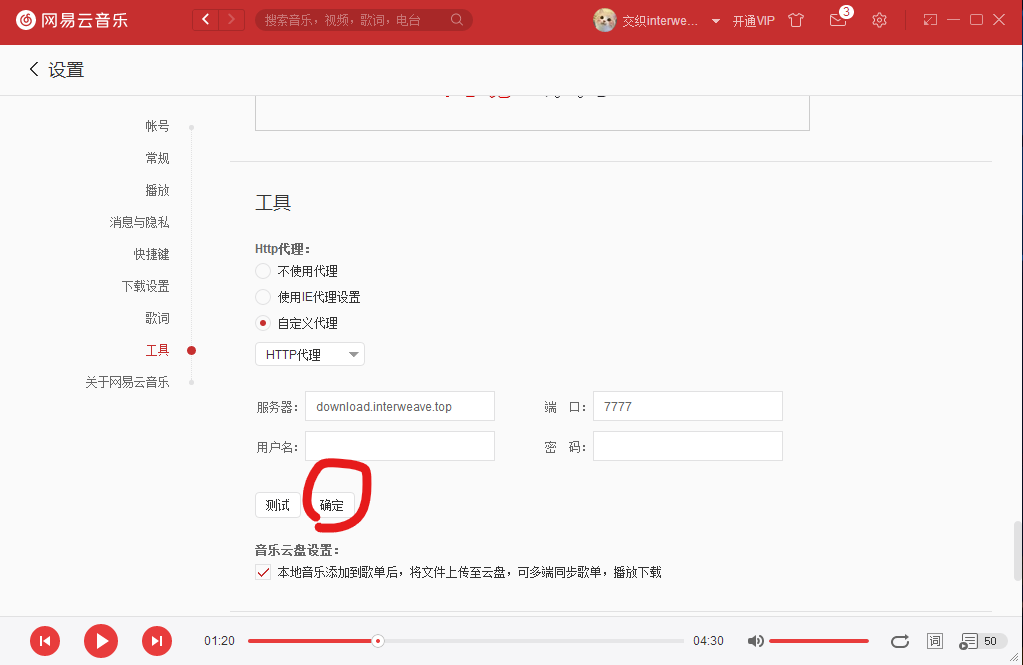 网易云音乐
搜索音乐,视频,歌词,电台
交织interwe...
开通VIP
3
设置
帐号
常规
播放
消息与隐私
快捷键
下载设置
歌词
工具
关于网易云音乐
工具
Http代理:
不使用代理
使用IE代理设置
自定义代理
HTTP代理
服务器: download.interweave.top 端 口: 7777
用户名: 密 码:
测试 确定
音乐云盘设置:
本地音乐添加到歌单后,将文件上传至云盘,可多端同步歌单,播放下载
01:20 04:30 词 50